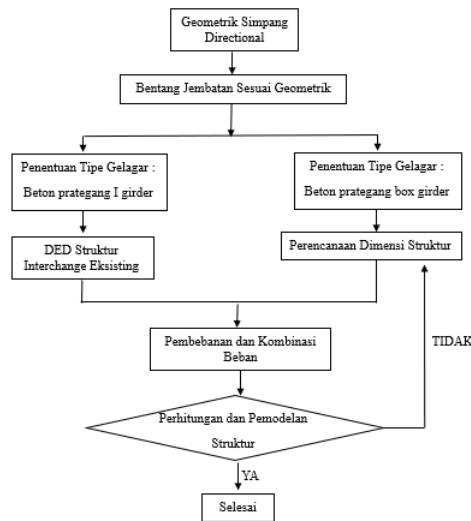 Geometrik Simpang
Directional
Bentang Jembatan Sesuai Geometrik
Penentuan Tipe Gelagar :
Beton prategang I girder
Penentuan Tipe Gelagar :
Beton prategang box girder
DED Struktur
Interchange Eksisting
Perencanaan Dimensi Struktur
Pembebanan dan Kombinasi
Beban
TIDAK
Perhitungan dan Pemodelan
Struktur
YA
Selesai